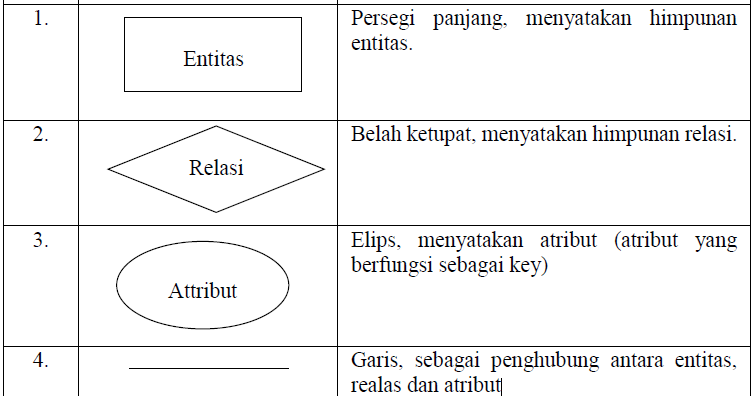 1.
Entitas
Persegi panjang, menyatakan himpunan
entitas.
2.
Relasi
Belah ketupat, menyatakan himpunan relasi.
3.
Attribut
Elips, menyatakan atribut (atribut yang
berfungsi sebagai key)
4.
Garis, sebagai penghubung antara entitas,
realas dan atribut